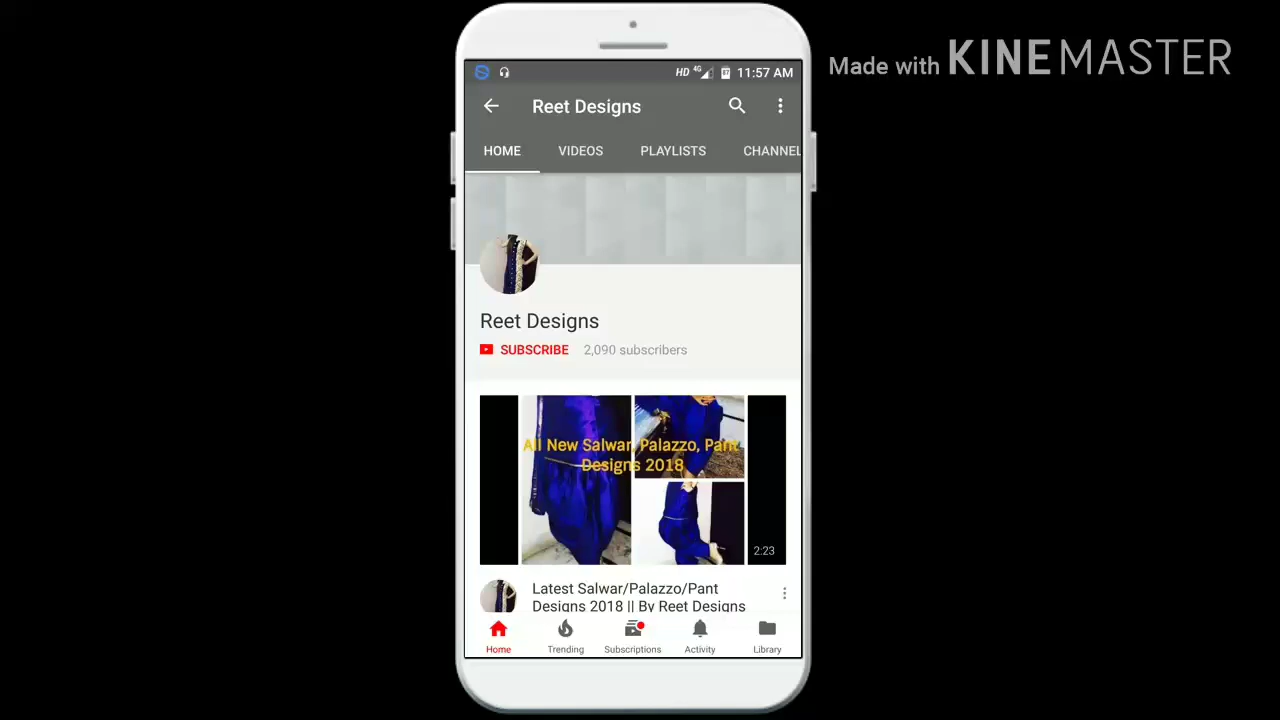 Made with KINEMASTER
HD 4G 87 11:57 AM
Reet Designs
HOME VIDEOS PLAYLISTS CHANNEL
Reet Designs
SUBSCRIBE 2,090 subscribers
All New Salwar, Palazzo, Pant
Designs 2018
2:23
Latest Salwar/Palazzo/Pant
Designs 2018 || By Reet Designs
Home Trending Subscriptions Activity Library